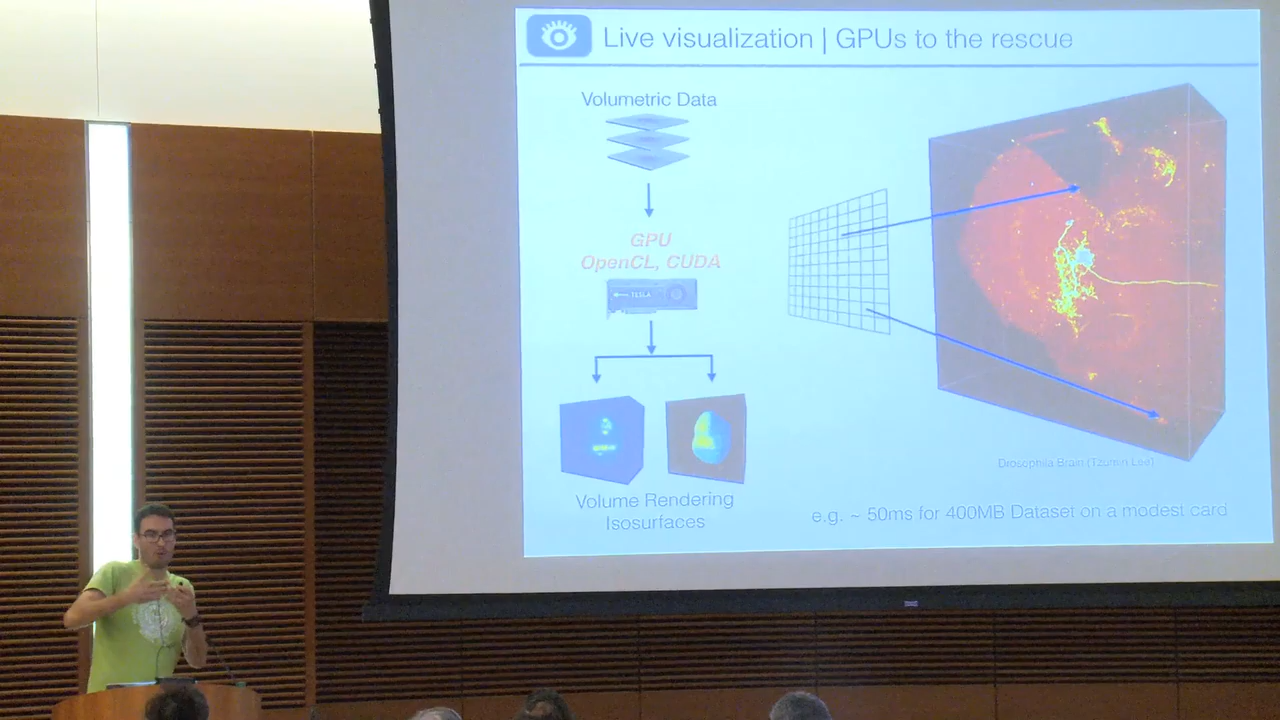 Live visualization | GPUs to the rescue
Volumetric Data
GPU
OpenCL, CUDA
TESLA
Volume Rendering
Isosurfaces
Drosophila Brain (Tzumin Lee)
e.g. ~ 50ms for 400MB Dataset on a modest card